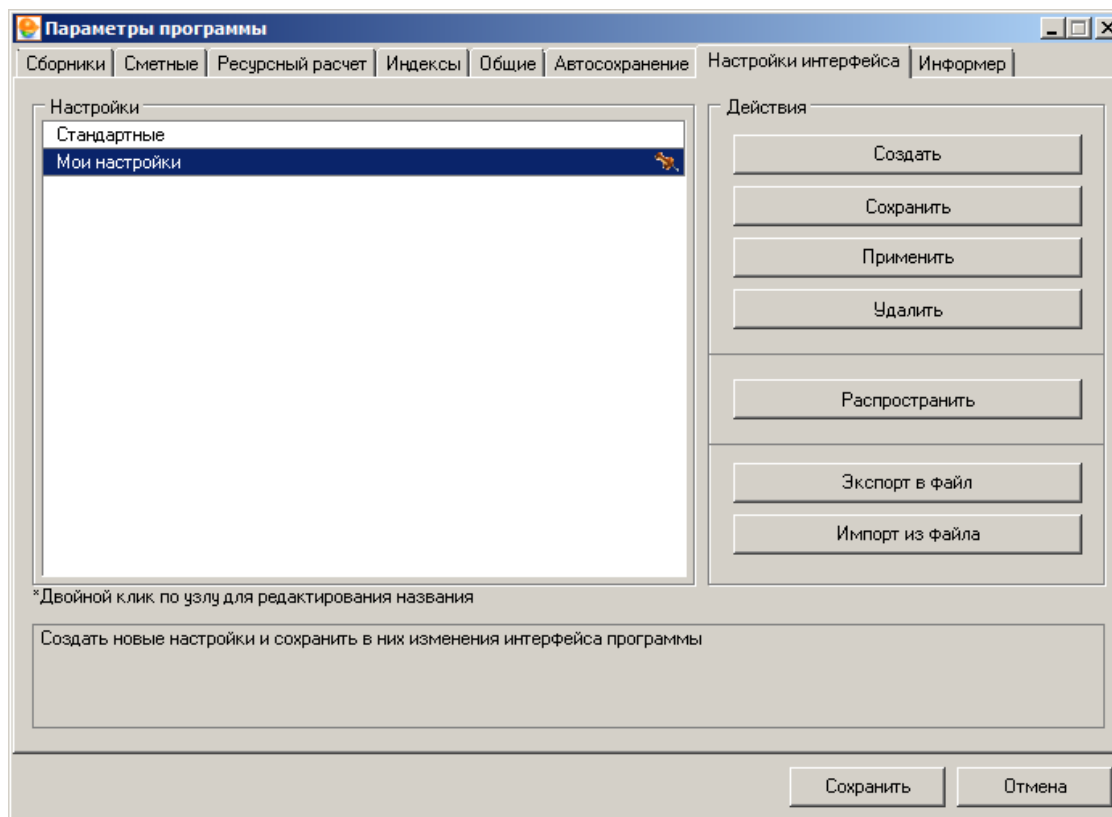 Параметры программы
Сборники Сметные Ресурсный расчет Индексы Общие Автосохранение Настройки интерфейса Информер
Настройки
Стандартные
Мои настройки
Действия
Создать
Сохранить
Применить
Удалить
Распространить
Экспорт в файл
Импорт из файла
*Двойной клик по узлу для редактирования названия
Создать новые настройки и сохранить в них изменения интерфейса программы
Сохранить Отмена